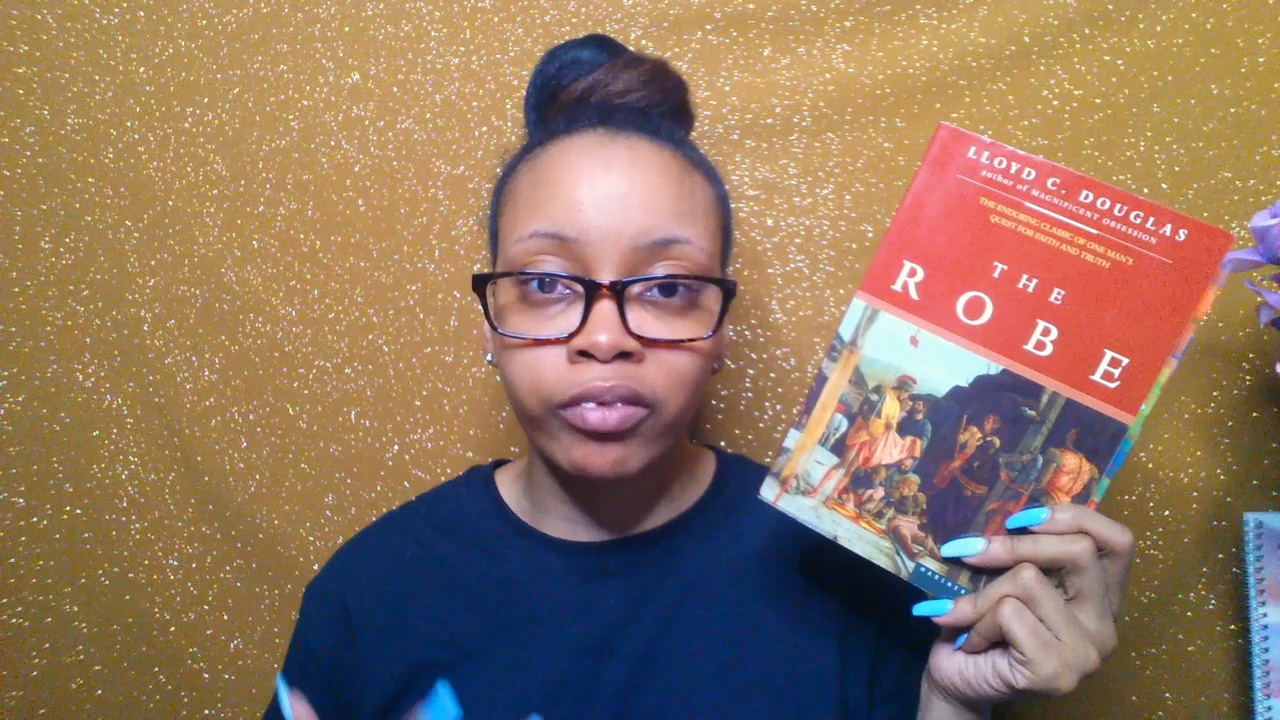 LLOYD C. DOUGLAS
author of MAGNIFICENT OBSESSION
THE ENDURING CLASSIC OF ONE MAN'S
QUEST FOR FAITH AND TRUTH
THE
ROBE
MARINER